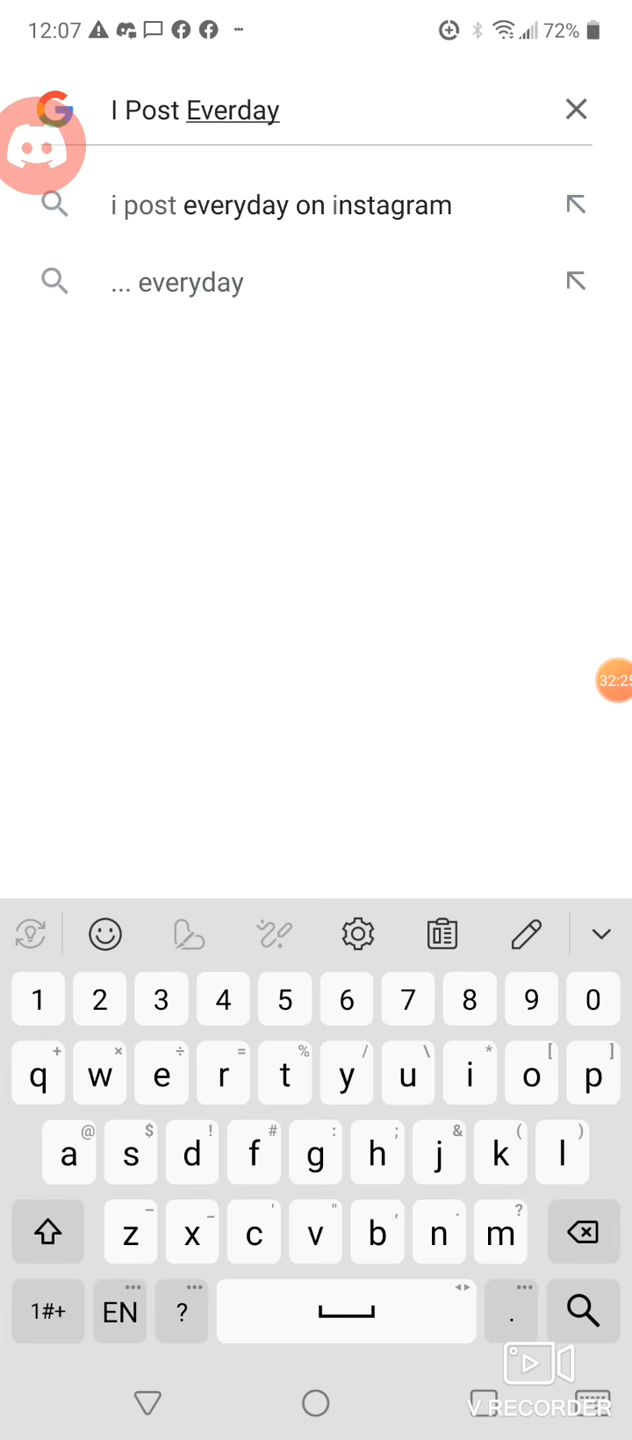 12:07 72%
I Post Everday
i post everyday on instagram
... everyday
32:25
1 2 3 4 5 6 7 8 9 0
+ × ÷ = % / \ * [ ]
q w e r t y u i o p
@ $ ! # : ; & ( )
a s d f g h j k l
– _ ' " , . ?
z x c v b n m
1#+ EN ? .
V RECORDER